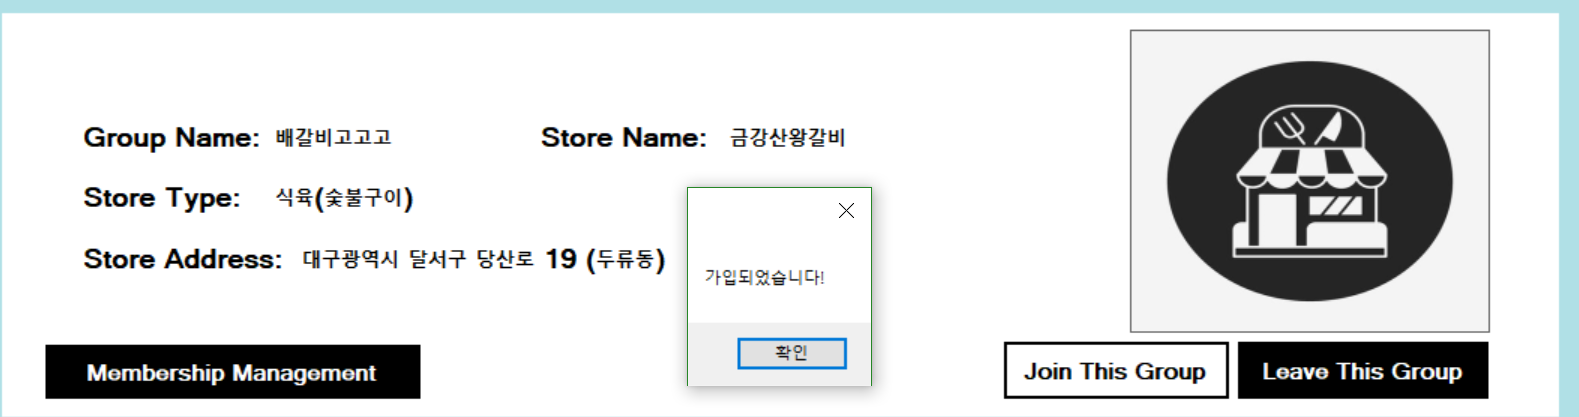 Group Name: 배갈비고고고 Store Name: 금강산왕갈비
Store Type: 식육(숯불구이)
Store Address: 대구광역시 달서구 당산로 19 (두류동)
가입되었습니다!
확인
Membership Management Join This Group Leave This Group